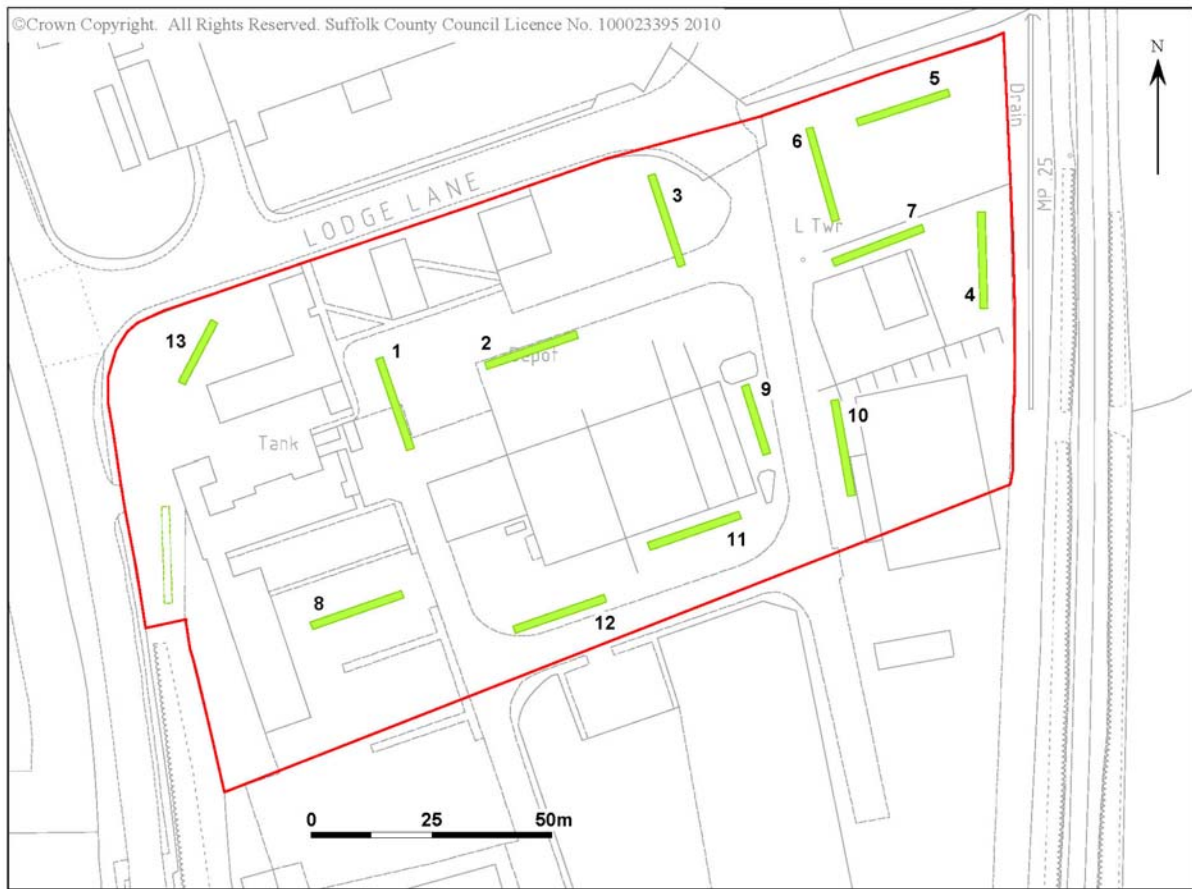 ©Crown Copyright. All Rights Reserved. Suffolk County Council Licence No. 100023395 2010
N
5
Drain
6
MP 25
3
LODGE LANE
7
L Twr
4
13
2
1
Depot
9
10
Tank
11
8
12
0 25 50m